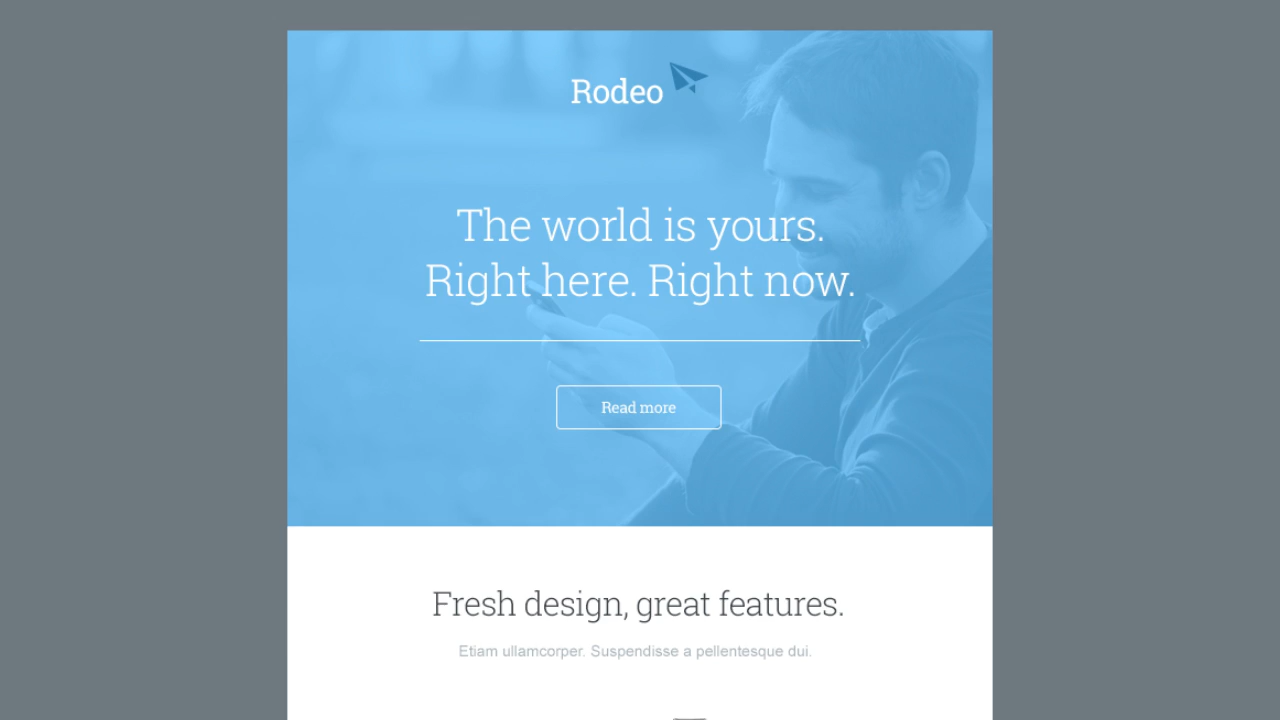 Rodeo
The world is yours.
Right here. Right now.
Read more
Fresh design, great features.
Etiam ullamcorper. Suspendisse a pellentesque dui.